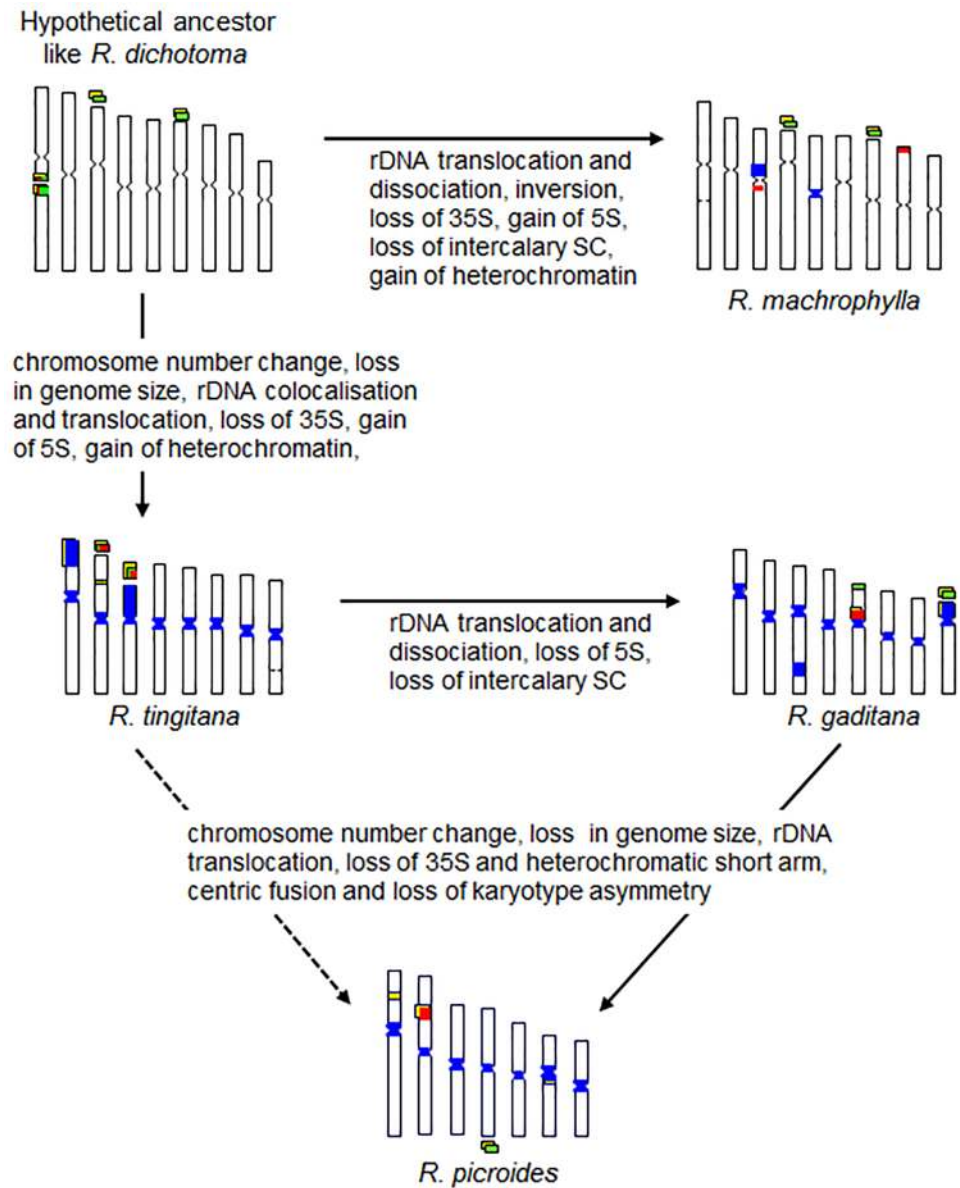 Hypothetical ancestor
like R. dichotoma
rDNA translocation and
dissociation, inversion,
loss of 35S, gain of 5S,
loss of intercalary SC,
gain of heterochromatin
R. machrophylla
chromosome number change, loss
in genome size, rDNA colocalisation
and translocation, loss of 35S, gain
of 5S, gain of heterochromatin,
R. tingitana
rDNA translocation and
dissociation, loss of 5S,
loss of intercalary SC
R. gaditana
chromosome number change, loss in genome size, rDNA
translocation, loss of 35S and heterochromatic short arm,
centric fusion and loss of karyotype asymmetry
R. picroides